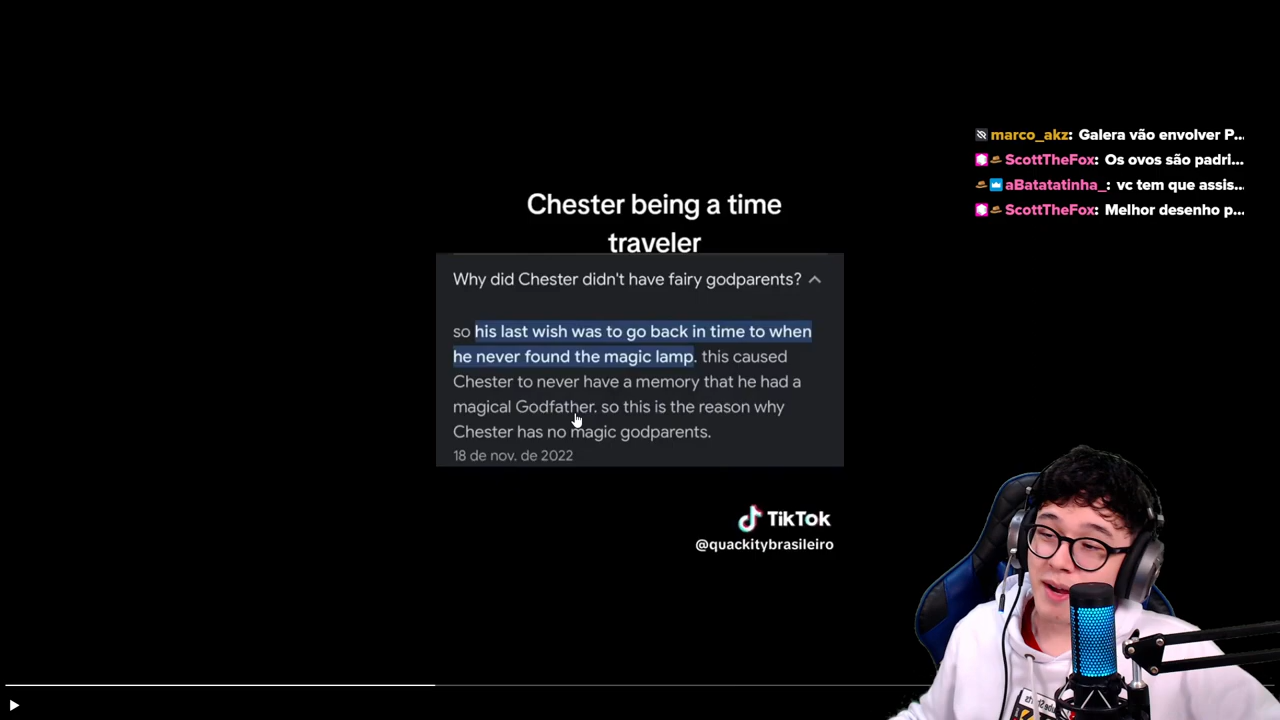 marco_akz: Galera vão envolver P...
ScottTheFox: Os ovos são padri...
aBatatatinha_: vc tem que assis...
ScottTheFox: Melhor desenho p...
Chester being a time
traveler
Why did Chester didn't have fairy godparents?
so his last wish was to go back in time to when
he never found the magic lamp. this caused
Chester to never have a memory that he had a
magical Godfather. so this is the reason why
Chester has no magic godparents.
18 de nov. de 2022
TikTok
@quackitybrasileiro